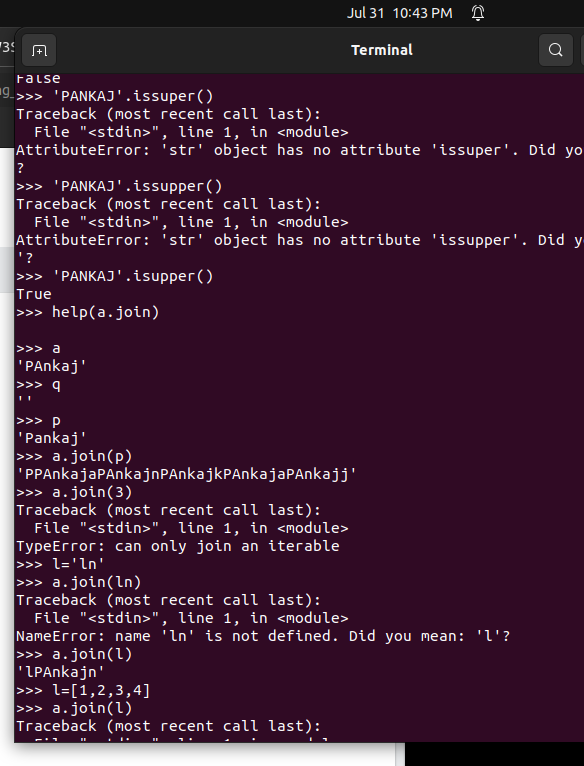 Jul 31 10:43 PM
Terminal
False
>>> 'PANKAJ'.issuper()
Traceback (most recent call last):
  File "<stdin>", line 1, in <module>
AttributeError: 'str' object has no attribute 'issuper'. Did yo
?
>>> 'PANKAJ'.issupper()
Traceback (most recent call last):
  File "<stdin>", line 1, in <module>
AttributeError: 'str' object has no attribute 'issupper'. Did y
'?
>>> 'PANKAJ'.isupper()
True
>>> help(a.join)
>>> a
'PAnkaj'
>>> q
''
>>> p
'Pankaj'
>>> a.join(p)
'PPAnkajaPAnkajnPAnkajkPAnkajaPAnkajj'
>>> a.join(3)
Traceback (most recent call last):
  File "<stdin>", line 1, in <module>
TypeError: can only join an iterable
>>> l='ln'
>>> a.join(ln)
Traceback (most recent call last):
  File "<stdin>", line 1, in <module>
NameError: name 'ln' is not defined. Did you mean: 'l'?
>>> a.join(l)
'lPAnkajn'
>>> l=[1,2,3,4]
>>> a.join(l)
Traceback (most recent call last):